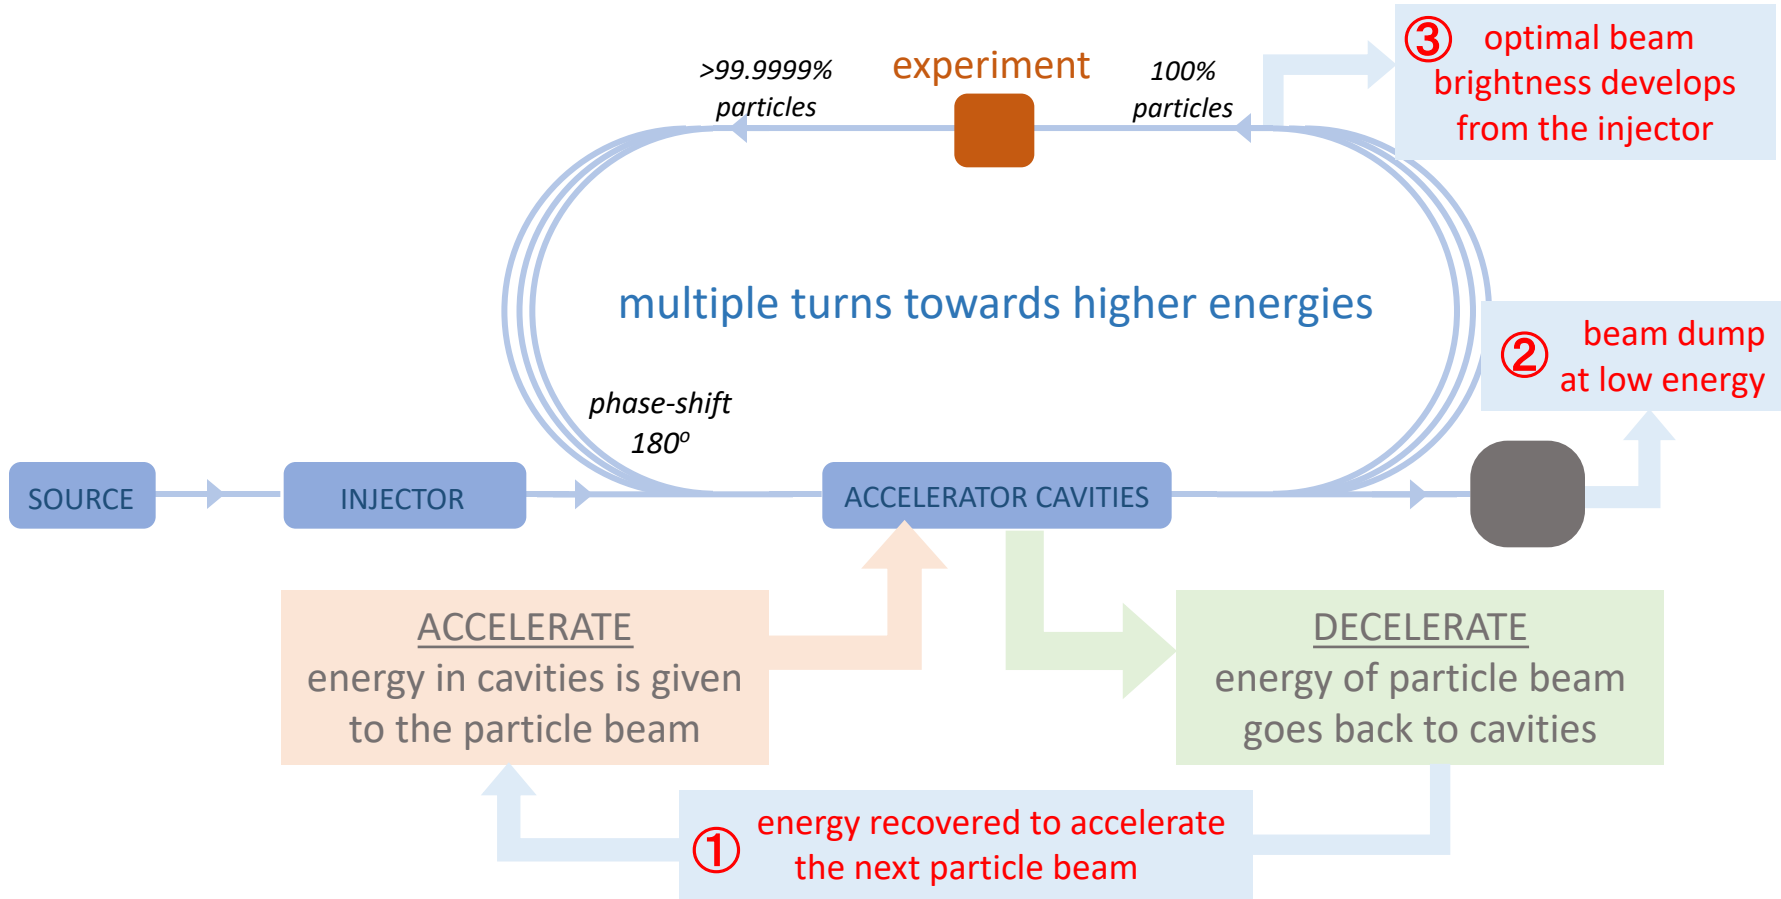 ③ optimal beam
brightness develops
from the injector
>99.9999%
particles
experiment
100%
particles
multiple turns towards higher energies
② beam dump
at low energy
phase-shift
180º
SOURCE
INJECTOR
ACCELERATOR CAVITIES
ACCELERATE
energy in cavities is given
to the particle beam
DECELERATE
energy of particle beam
goes back to cavities
① energy recovered to accelerate
the next particle beam